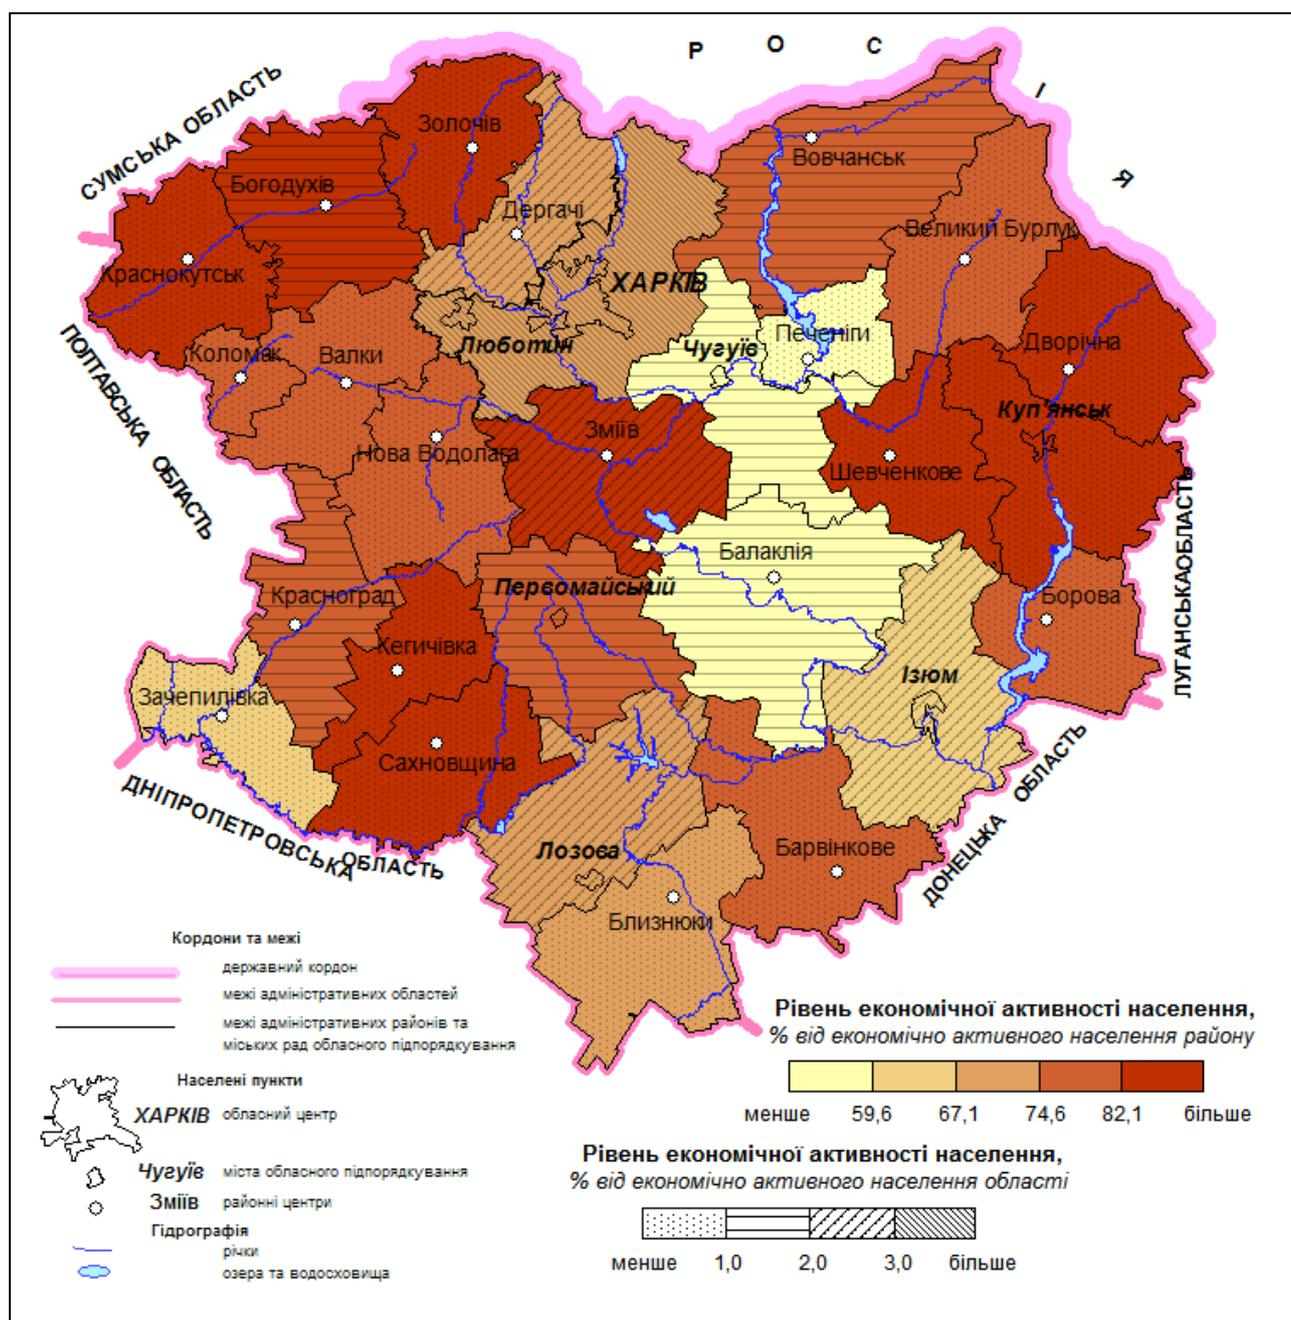 Р О С І Я
СУМСЬКА ОБЛАСТЬ
Золочів
Богодухів
Вовчанськ
Дергачі
Великий Бурлук
Краснокутськ
ХАРКІВ
ПОЛТАВСЬКА ОБЛАСТЬ
Коломак
Валки
Люботин
Чугуїв
Печеніги
Дворічна
Куп'янськ
Зміїв
Нова Водолага
Шевченкове
ЛУГАНСЬКАОБЛАСТЬ
Балаклія
Красноград
Первомайський
Борова
Кегичівка
Зачепилівка
Ізюм
Сахновщина
ДНІПРОПЕТРОВСЬКА ОБЛАСТЬ
ДОНЕЦЬКА ОБЛАСТЬ
Лозова
Барвінкове
Близнюки
Кордони та межі
державний кордон
межі адміністративних областей
межі адміністративних районів та
міських рад обласного підпорядкування
Населені пункти
ХАРКІВ обласний центр
Чугуїв міста обласного підпорядкування
Зміїв районні центри
Гідрографія
річки
озера та водосховища
Рівень економічної активності населення,
% від економічно активного населення району
менше 59,6 67,1 74,6 82,1 більше
Рівень економічної активності населення,
% від економічно активного населення області
менше 1,0 2,0 3,0 більше